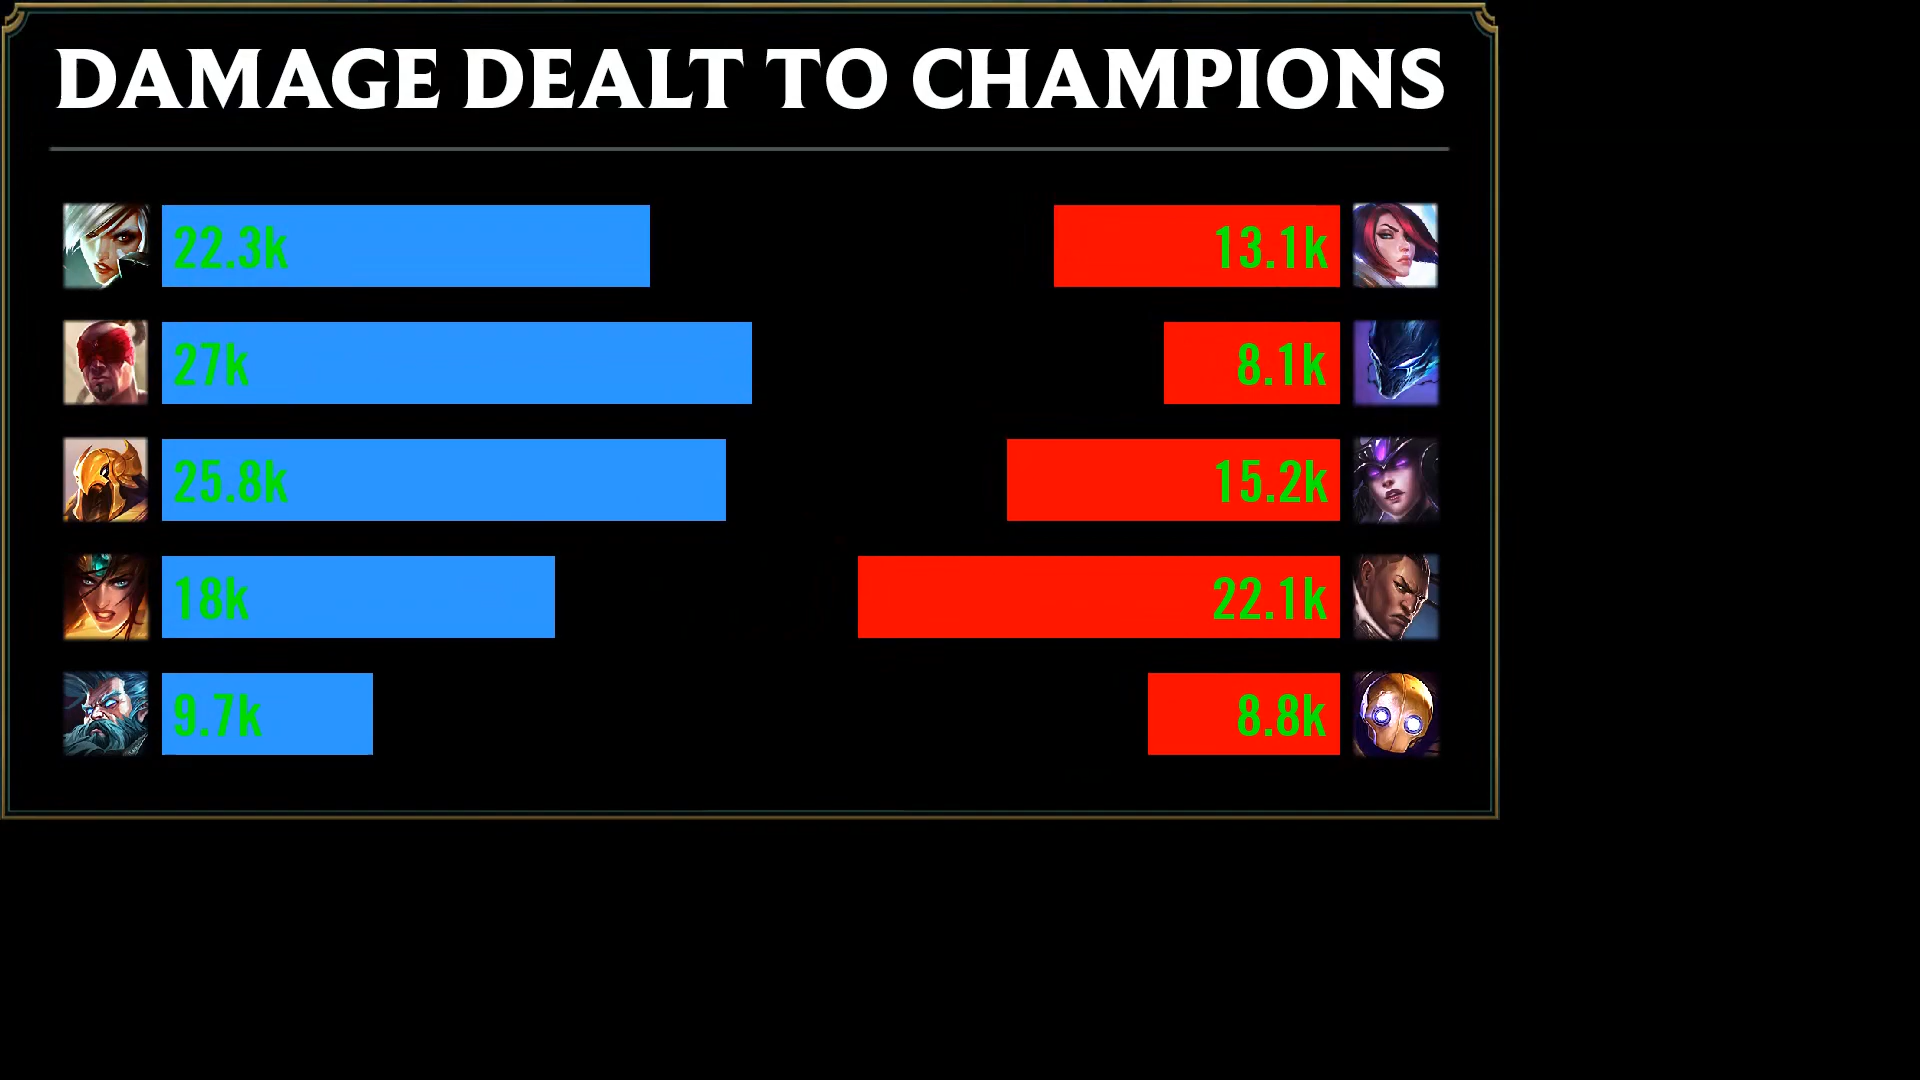 DAMAGE DEALT TO CHAMPIONS
22.3k 13.1k
27k 8.1k
25.8k 15.2k
18k 22.1k
9.7k 8.8k